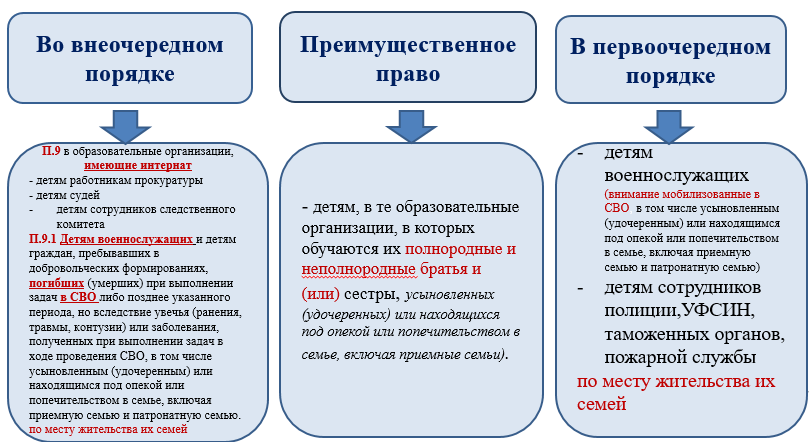 Во внеочередном
порядке
П.9 в образовательные организации,
имеющие интернат
- детям работникам прокуратуры
- детям судей
- детям сотрудников следственного
комитета
П.9.1 Детям военнослужащих и детям
граждан, пребывавших в
добровольческих формированиях,
погибших (умерших) при выполнении
задач в СВО либо позднее указанного
периода, но вследствие увечья (ранения,
травмы, контузии) или заболевания,
полученных при выполнении задач в
ходе проведения СВО, в том числе
усыновленным (удочеренным) или
находящимся под опекой или
попечительством в семье, включая
приемную семью и патронатную семью.
по месту жительства их семей
Преимущественное
право
- детям, в те образовательные
организации, в которых
обучаются их полнородные и
неполнородные братья и
(или) сестры, усыновленных
(удочеренных) или находящихся
под опекой или попечительством в
семье, включая приемные семьи).
В первоочередном
порядке
- детям
военнослужащих
(внимание мобилизованные в
СВО в том числе усыновленным
(удочеренным) или находящимся
под опекой или попечительством
в семье, включая приемную
семью и патронатную семью)
- детям сотрудников
полиции,УФСИН,
таможенных органов,
пожарной службы
по месту жительства их
семей